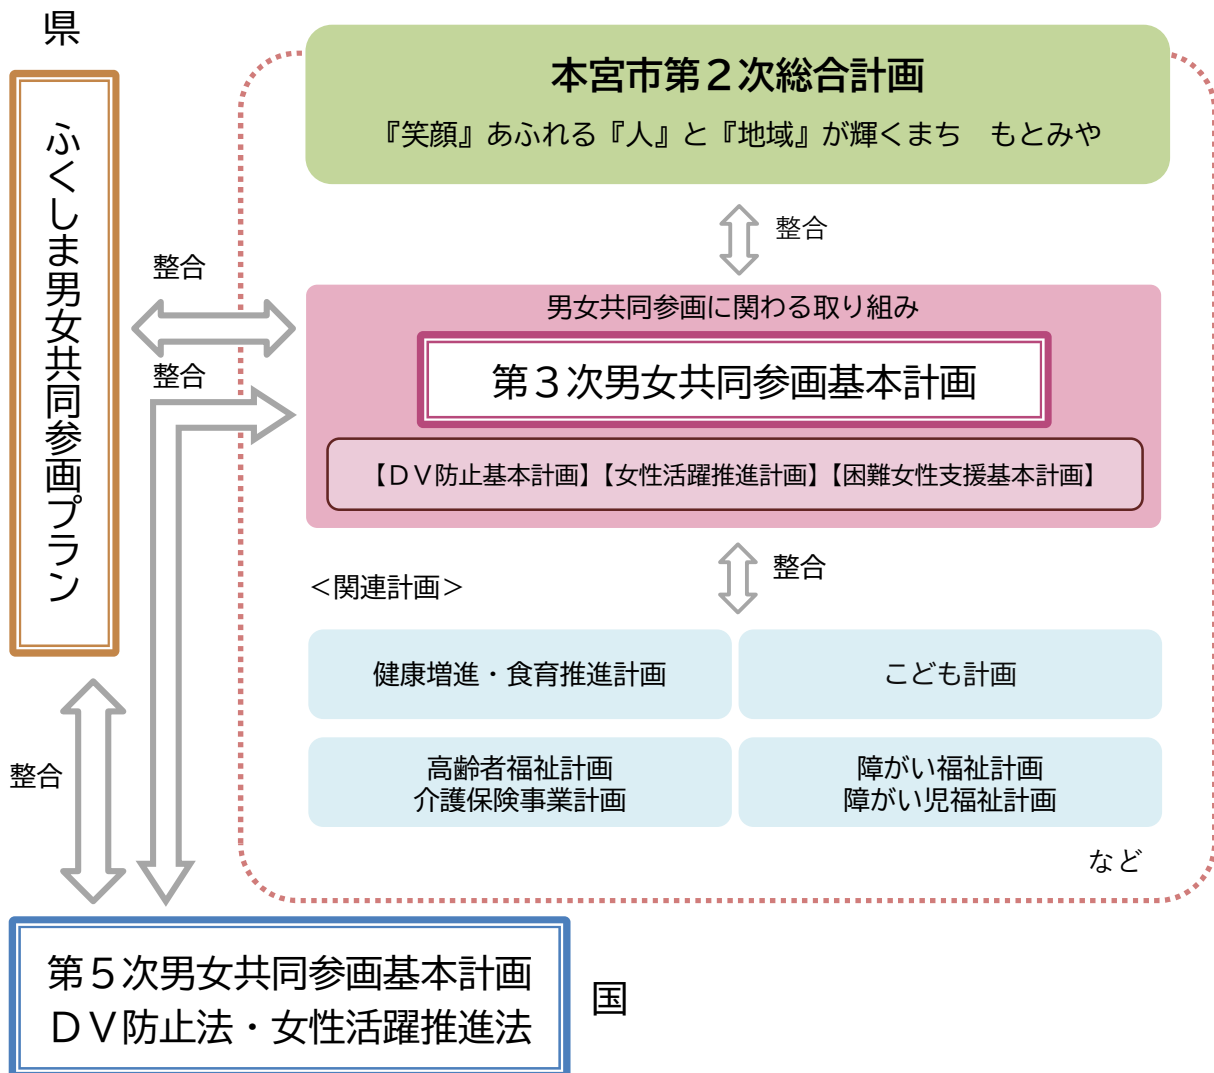 県
ふくしま男女共同参画プラン
本宮市第２次総合計画
『笑顔』あふれる『人』と『地域』が輝くまち　もとみや
整合
整合
男女共同参画に関わる取り組み
第３次男女共同参画基本計画
整合
【ＤＶ防止基本計画】【女性活躍推進計画】【困難女性支援基本計画】
整合
＜関連計画＞
健康増進・食育推進計画
こども計画
高齢者福祉計画
介護保険事業計画
障がい福祉計画
障がい児福祉計画
など
整合
第５次男女共同参画基本計画
ＤＶ防止法・女性活躍推進法
国